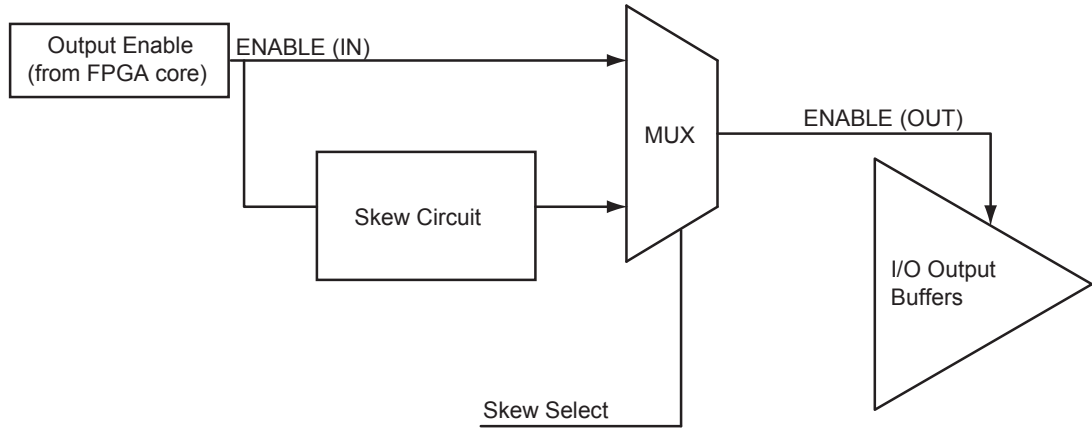 Output Enable
(from FPGA core)
ENABLE (IN)
MUX
ENABLE (OUT)
Skew Circuit
I/O Output
Buffers
Skew Select